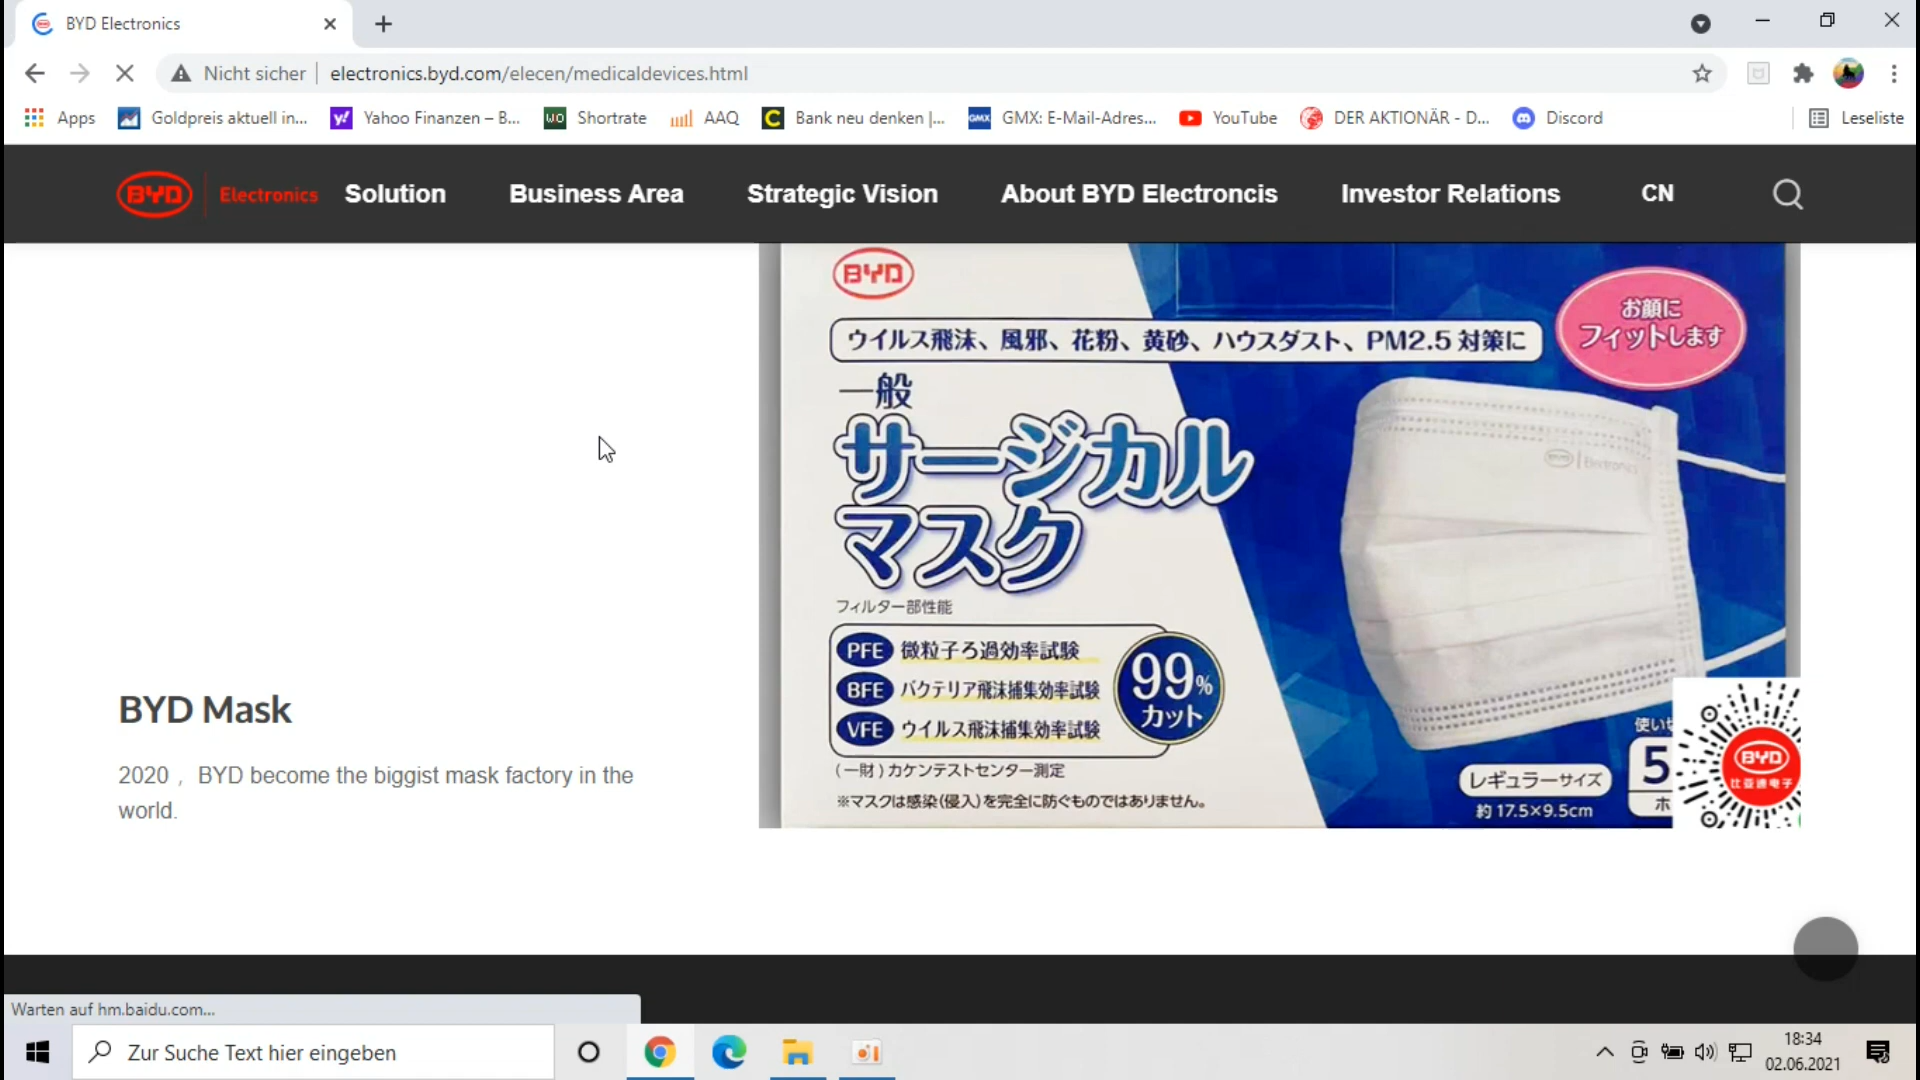 BYD Electronics
Nicht sicher electronics.byd.com/elecen/medicaldevices.html
Apps Goldpreis aktuell in... Yahoo Finanzen – B... Shortrate AAQ Bank neu denken |... GMX: E-Mail-Adres... YouTube DER AKTIONÄR - D... Discord Leseliste
BYD Electronics Solution Business Area Strategic Vision About BYD Electroncis Investor Relations CN
BYD
お顔に
フィットします
ウイルス飛沫、風邪、花粉、黄砂、ハウスダスト、PM2.5 対策に
一般
サージカル
マスク
Electronics
フィルター部性能
PFE 微粒子ろ過効率試験
BFE バクテリア飛沫捕集効率試験
VFE ウイルス飛沫捕集効率試験
99%
カット
(一財)カケンテストセンター測定
※マスクは感染(侵入)を完全に防ぐものではありません。
レギュラーサイズ
約 17.5×9.5cm
使い
5
ホ
BYD
比亚迪电子
BYD Mask
2020 , BYD become the biggist mask factory in the
world.
Warten auf hm.baidu.com...
Zur Suche Text hier eingeben
18:34
02.06.2021